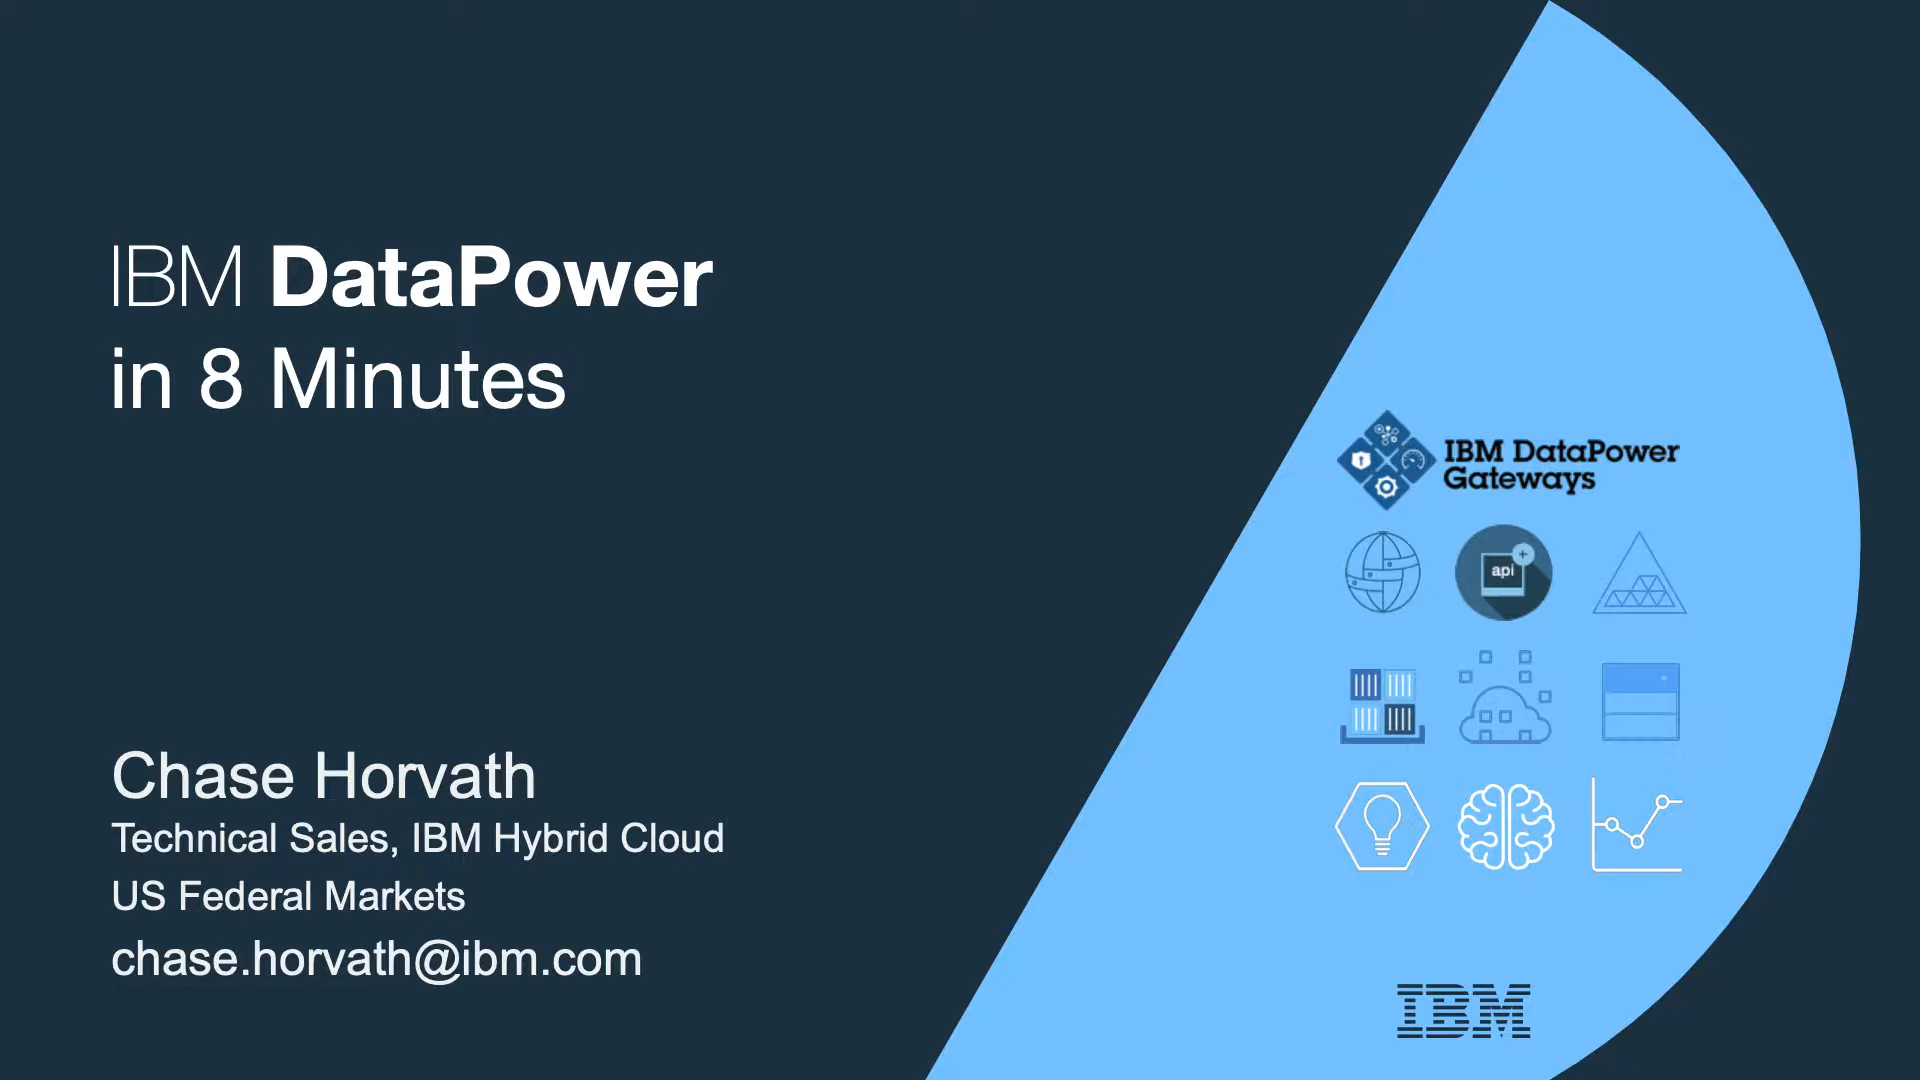 IBM DataPower
in 8 Minutes
Chase Horvath
Technical Sales, IBM Hybrid Cloud
US Federal Markets
chase.horvath@ibm.com
IBM DataPower
Gateways
api
IBM